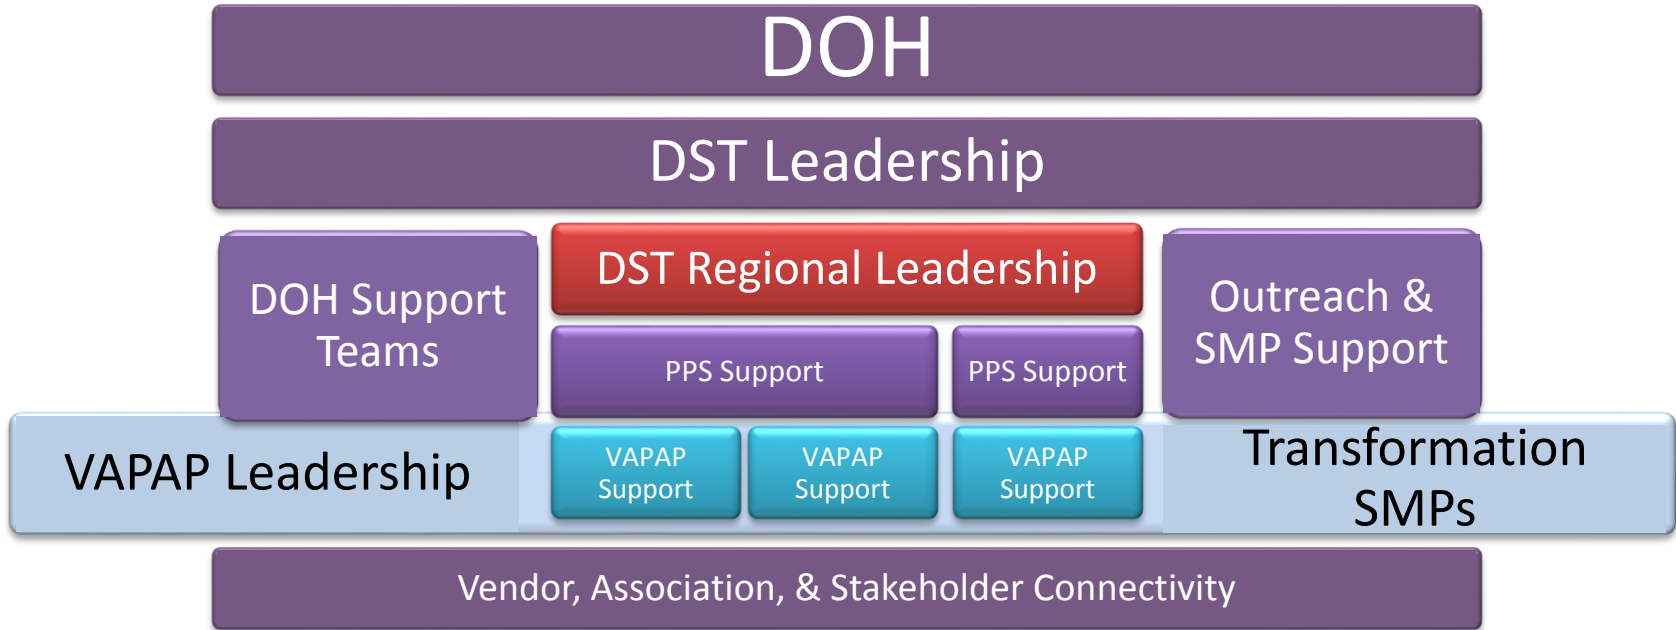 DOH
DST Leadership
DOH Support
Teams
DST Regional Leadership
Outreach &
SMP Support
PPS Support
PPS Support
VAPAP Leadership
VAPAP
Support
VAPAP
Support
VAPAP
Support
Transformation
SMPs
Vendor, Association, & Stakeholder Connectivity